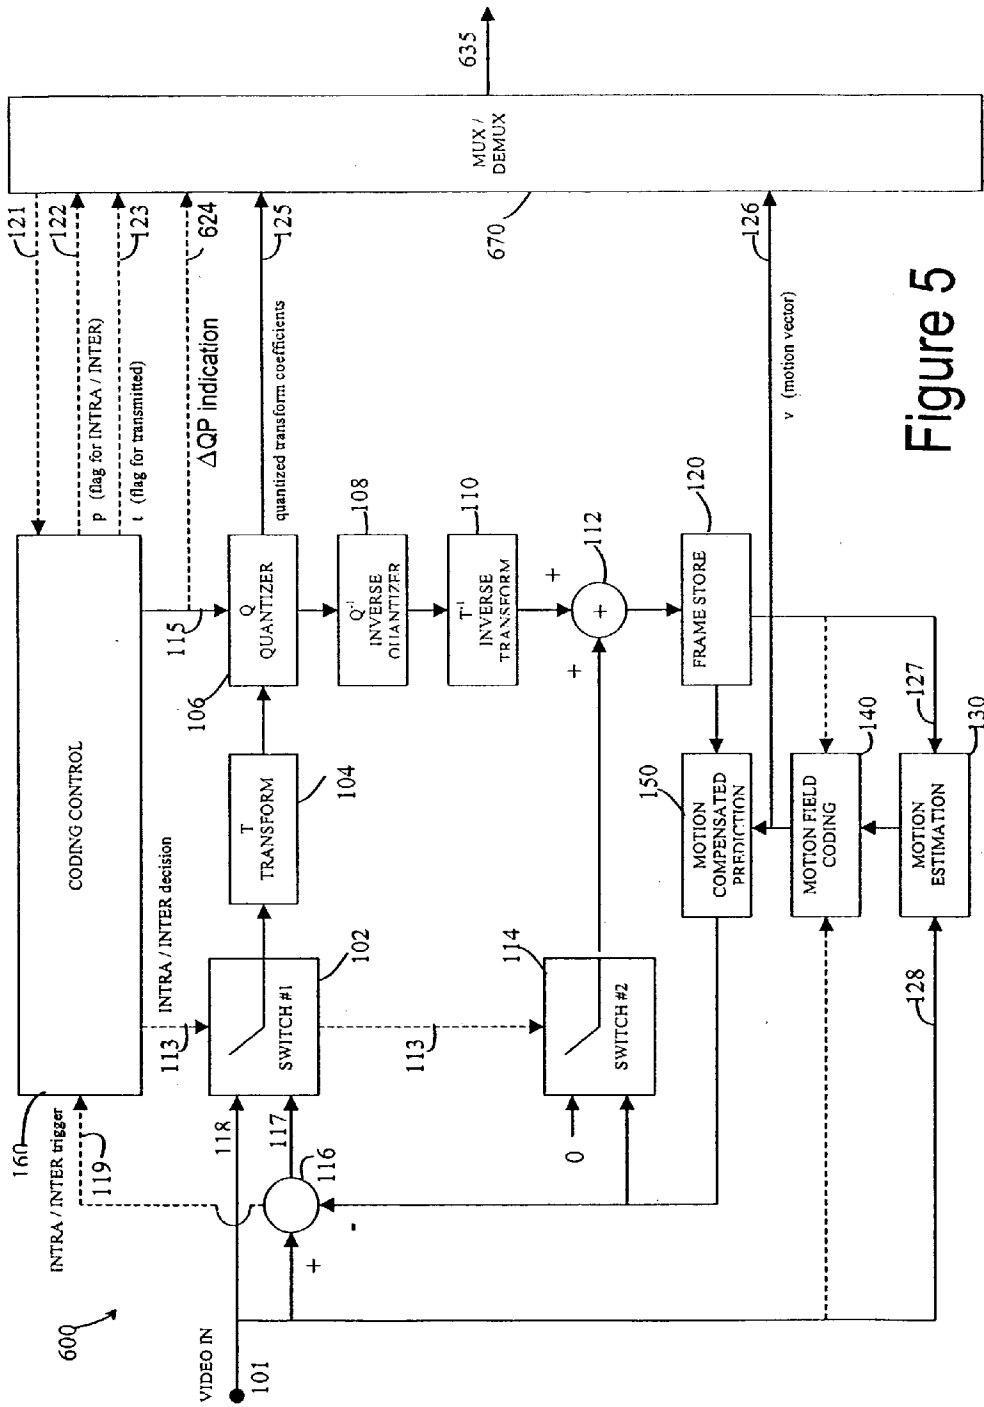 600
INTRA / INTER trigger
119
160
CODING CONTROL
121
122
p (flag for INTRA / INTER)
t (flag for transmitted)
123
INTRA / INTER decision
113
115
ΔQP indication
624
VIDEO IN
101
118
117
116
+
-
SWITCH #1
102
T
TRANSFORM
104
106
Q
QUANTIZER
quantized transform coefficients
125
Q-1
INVERSE
QUANTIZER
108
T-1
INVERSE
TRANSFORM
110
113
0
SWITCH #2
114
+
+
+
112
FRAME STORE
120
MOTION
COMPENSATED
PREDICTION
150
MOTION FIELD
CODING
140
MOTION
ESTIMATION
130
127
128
v (motion vector)
126
MUX /
DEMUX
670
635
Figure 5